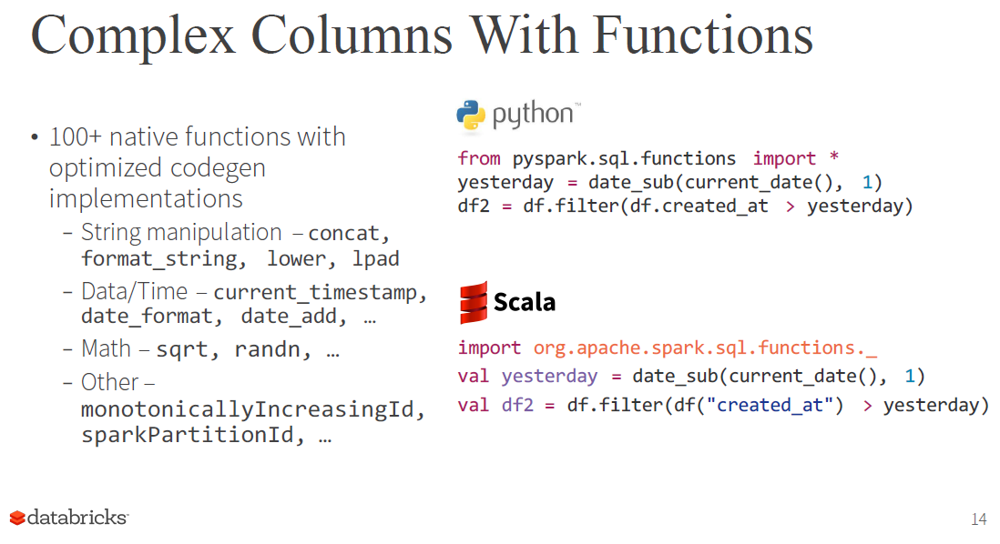 Complex Columns With Functions
• 100+ native functions with
optimized codegen
implementations
– String manipulation – concat,
format_string, lower, lpad
– Data/Time – current_timestamp,
date_format, date_add, …
– Math – sqrt, randn, …
– Other –
monotonicallyIncreasingId,
sparkPartitionId, …
python™
from pyspark.sql.functions import *
yesterday = date_sub(current_date(), 1)
df2 = df.filter(df.created_at > yesterday)
Scala
import org.apache.spark.sql.functions._
val yesterday = date_sub(current_date(), 1)
val df2 = df.filter(df("created_at") > yesterday)
databricks
14